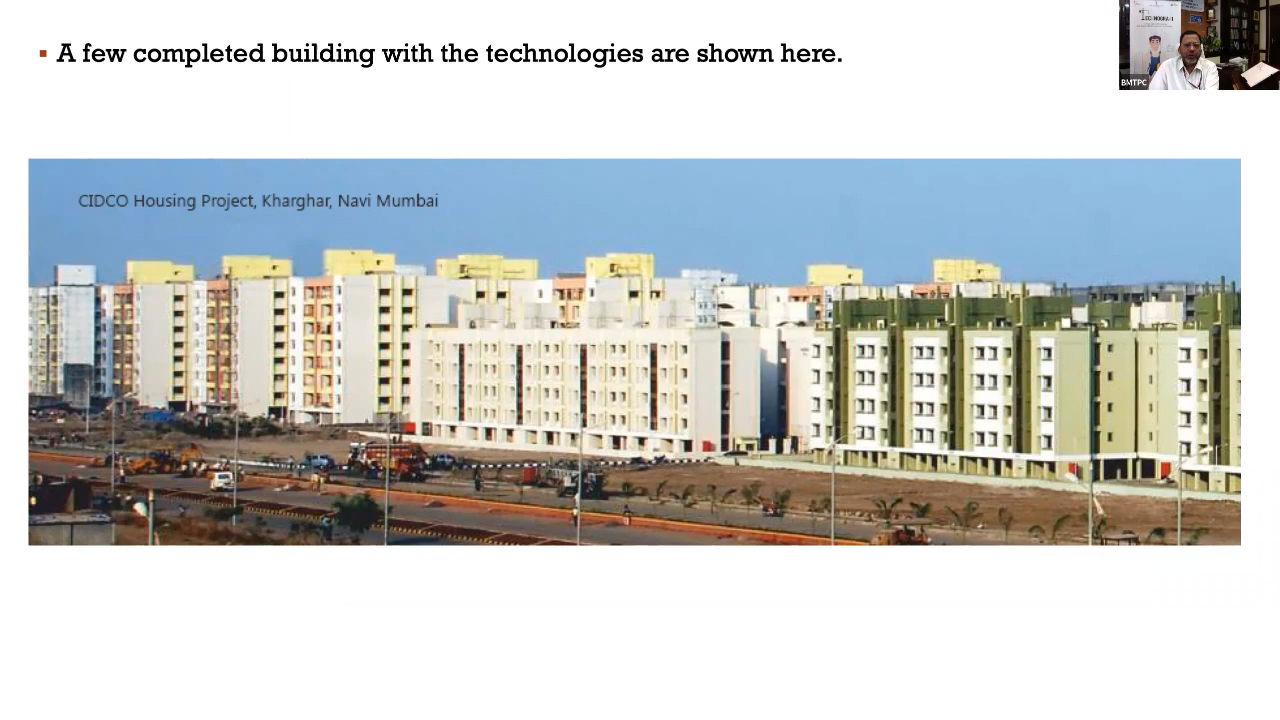 A few completed building with the technologies are shown here.
CIDCO Housing Project, Kharghar, Navi Mumbai
BMTPC